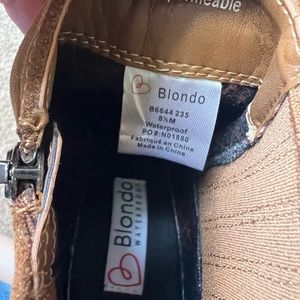 Blondo
B6644 235
8½M
Waterproof
PO #:N01880
Fabriqué en Chine
Made in China
Blondo
WATERPROOF